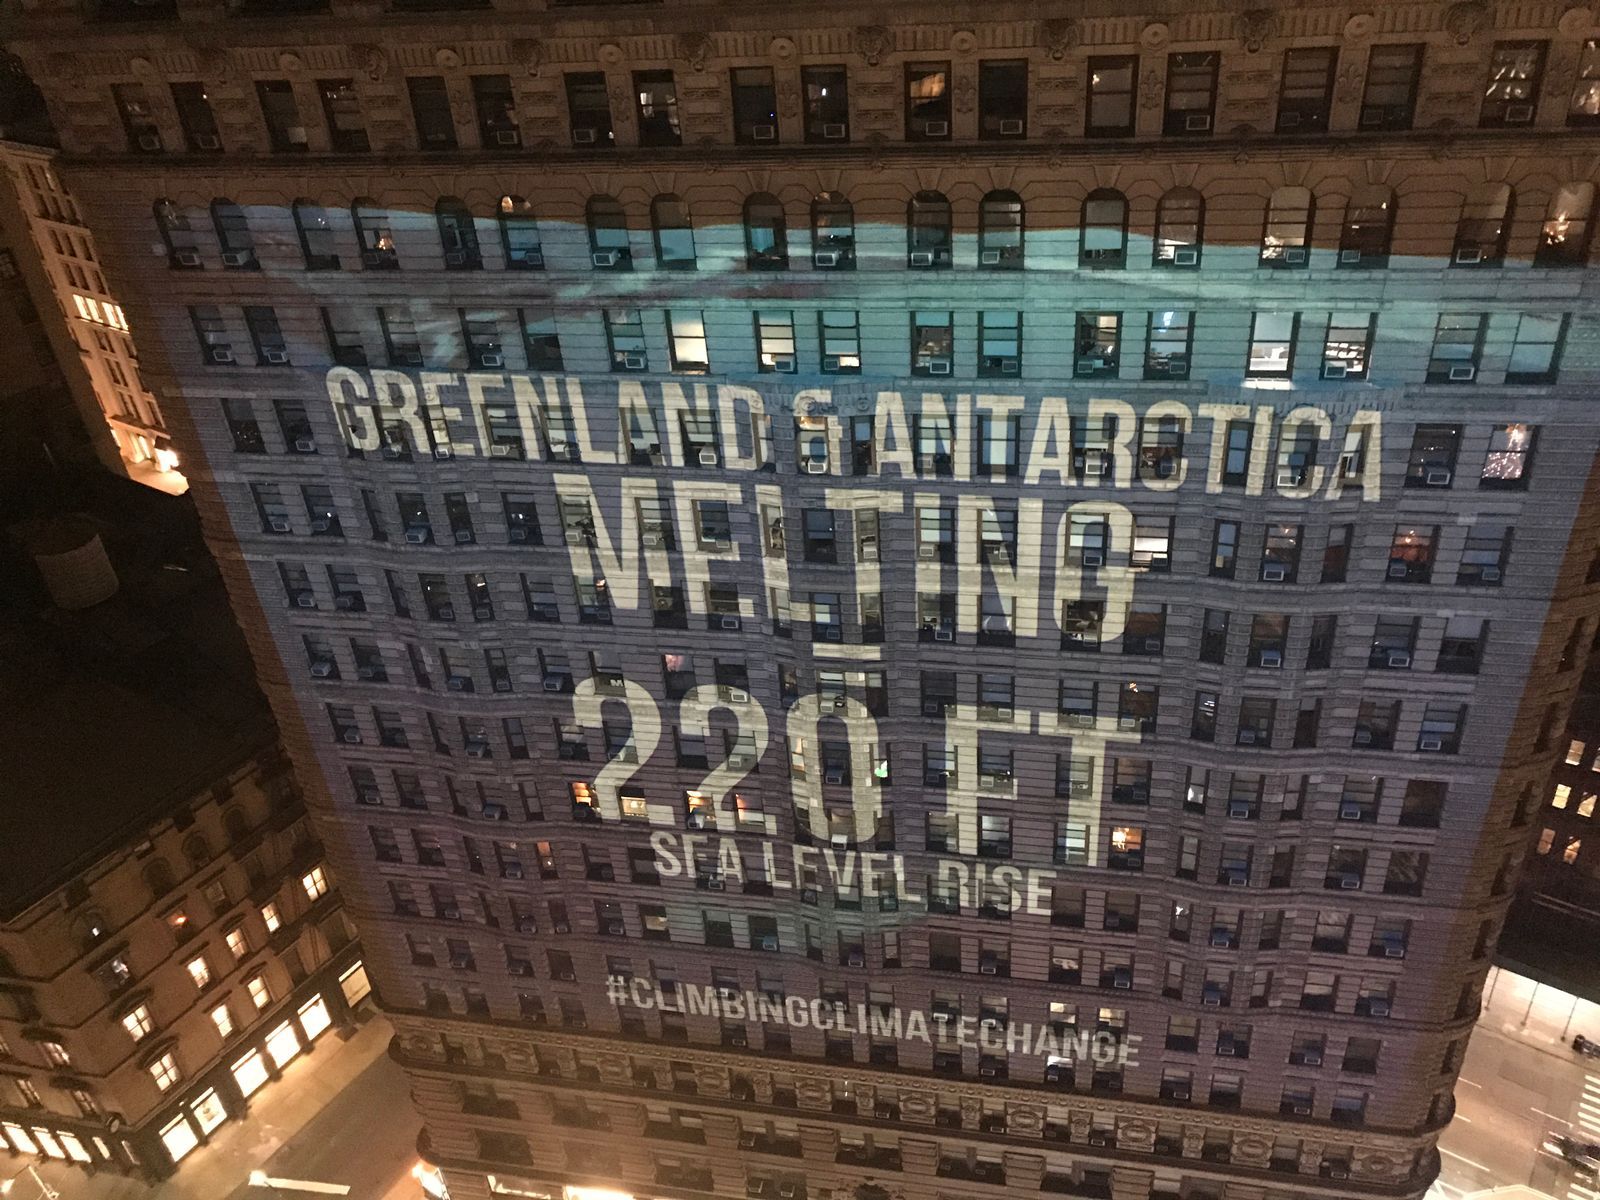 GREENLAND & ANTARCTICA
MELTING
220 FT
SEA LEVEL RISE
#CLIMBINGCLIMATECHANGE